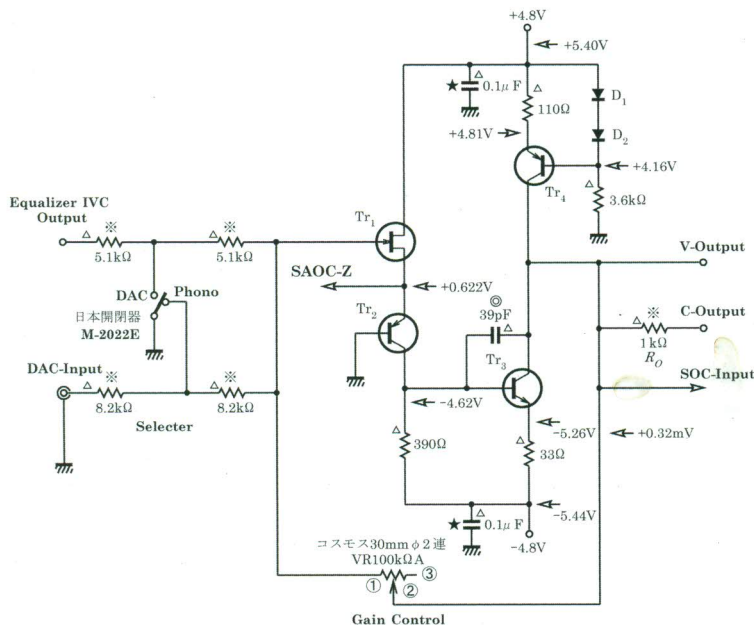 +4.8V
+5.40V
★
△
0.1μF
△
110Ω
D1
D2
+4.81V
+4.16V
Tr4
△
3.6kΩ
Equalizer IVC
Output
△
※
5.1kΩ
△
※
5.1kΩ
Tr1
SAOC-Z
+0.622V
V-Output
DAC
Phono
日本開閉器
M-2022E
Tr2
◎
39pF
△
△
※
1kΩ
RO
C-Output
SOC-Input
Tr3
DAC-Input
△
※
8.2kΩ
△
※
8.2kΩ
Selecter
-4.62V
-5.26V
+0.32mV
△
390Ω
△
33Ω
★
△
0.1μF
-5.44V
-4.8V
コスモス30mmφ2連
VR100kΩA
①
②
③
Gain Control